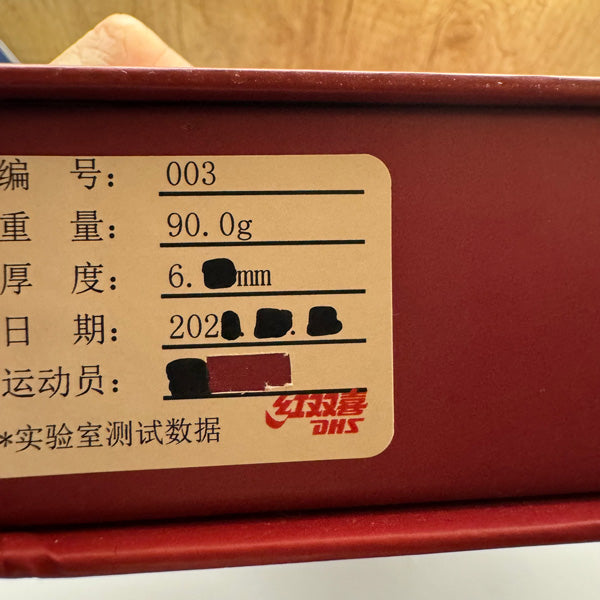 编 号: 003
重 量: 90.0g
厚 度: 6. mm
日 期: 202 .
运动员:
*实验室测试数据
红双喜
DHS